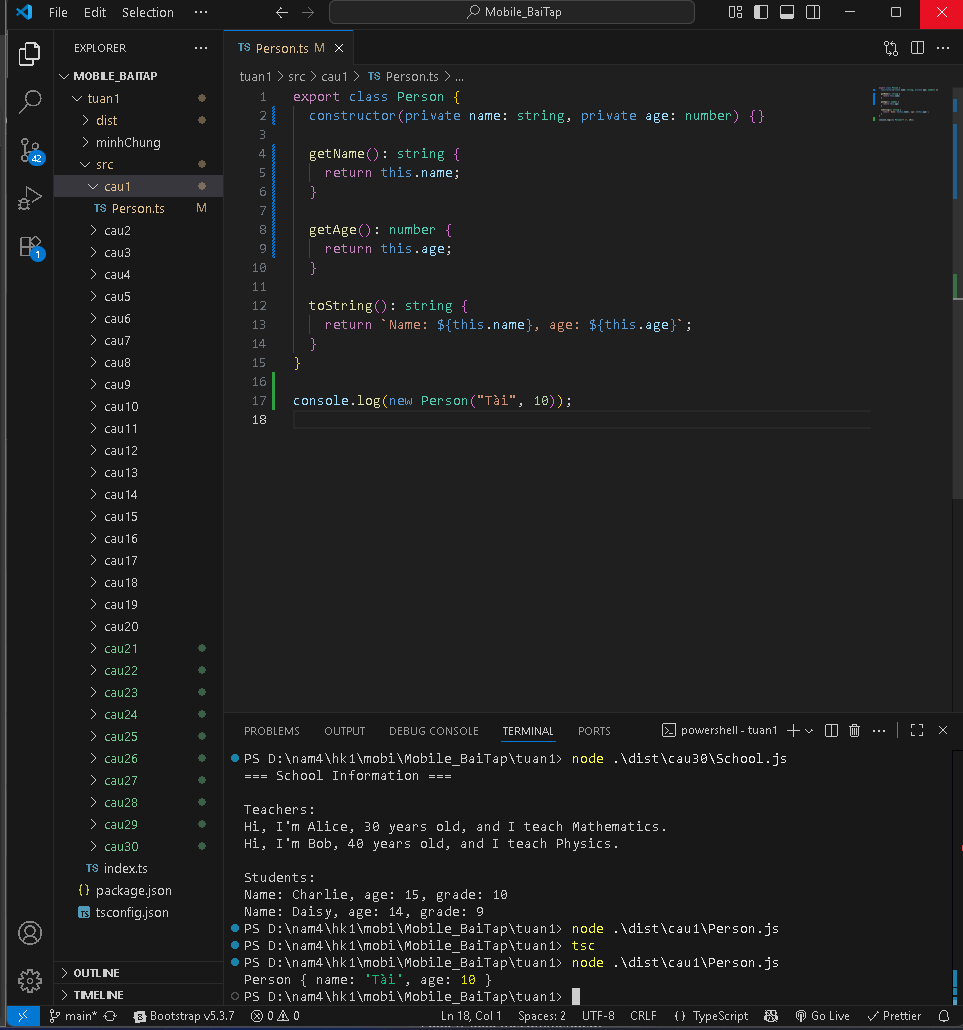 File Edit Selection ··· Mobile_BaiTap
EXPLORER ···
MOBILE_BAITAP
tuan1
dist
minhChung
src
cau1
TS Person.ts M
cau2
cau3
cau4
cau5
cau6
cau7
cau8
cau9
cau10
cau11
cau12
cau13
cau14
cau15
cau16
cau17
cau18
cau19
cau20
cau21
cau22
cau23
cau24
cau25
cau26
cau27
cau28
cau29
cau30
TS index.ts
{} package.json
TS tsconfig.json
OUTLINE
TIMELINE
42
1
TS Person.ts M
tuan1 > src > cau1 > TS Person.ts > ...
1 export class Person {
2 constructor(private name: string, private age: number) {}
3
4 getName(): string {
5 return this.name;
6 }
7
8 getAge(): number {
9 return this.age;
10 }
11
12 toString(): string {
13 return `Name: ${this.name}, age: ${this.age}`;
14 }
15 }
16
17 console.log(new Person("Tài", 10));
18
PROBLEMS OUTPUT DEBUG CONSOLE TERMINAL PORTS powershell - tuan1
PS D:\nam4\hk1\mobi\Mobile_BaiTap\tuan1> node .\dist\cau30\School.js
=== School Information ===
Teachers:
Hi, I'm Alice, 30 years old, and I teach Mathematics.
Hi, I'm Bob, 40 years old, and I teach Physics.
Students:
Name: Charlie, age: 15, grade: 10
Name: Daisy, age: 14, grade: 9
PS D:\nam4\hk1\mobi\Mobile_BaiTap\tuan1> node .\dist\cau1\Person.js
PS D:\nam4\hk1\mobi\Mobile_BaiTap\tuan1> tsc
PS D:\nam4\hk1\mobi\Mobile_BaiTap\tuan1> node .\dist\cau1\Person.js
Person { name: 'Tài', age: 10 }
PS D:\nam4\hk1\mobi\Mobile_BaiTap\tuan1>
main* Bootstrap v5.3.7 0 0 Ln 18, Col 1 Spaces: 2 UTF-8 CRLF {} TypeScript Go Live Prettier